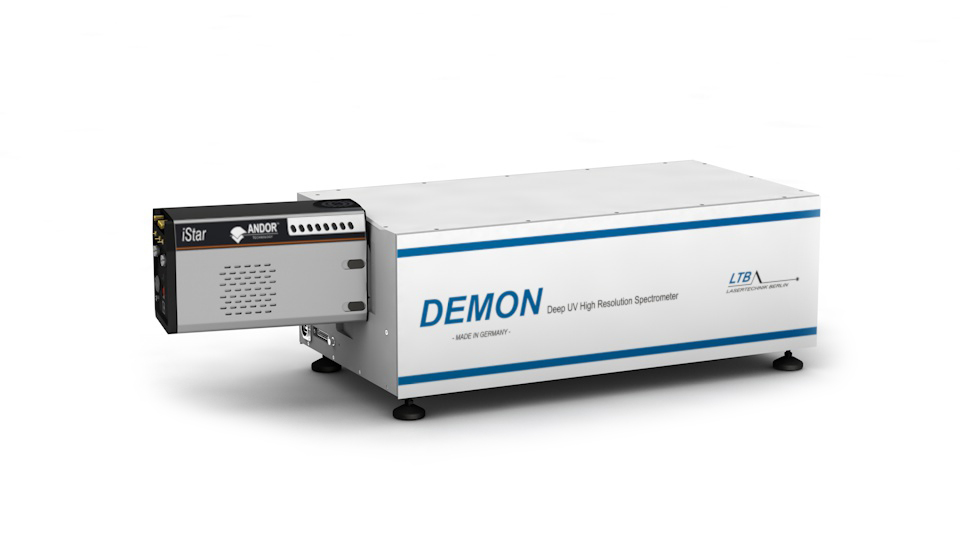 iStar
ANDOR
DEMON Deep UV High Resolution Spectrometer
- MADE IN GERMANY -
LTB
LASERTECHNIK BERLIN